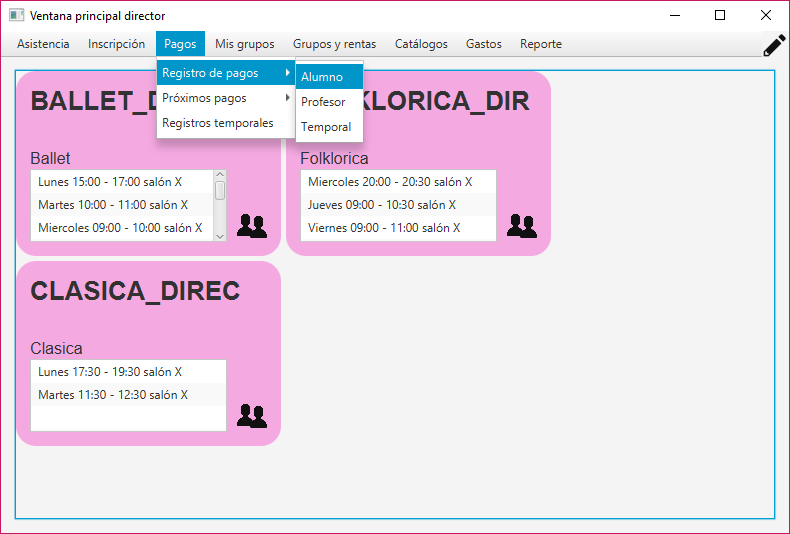 Ventana principal director
Asistencia Inscripción Pagos Mis grupos Grupos y rentas Catálogos Gastos Reporte
Registro de pagos
Próximos pagos
Registros temporales
Alumno
Profesor
Temporal
BALLET_D
Ballet
Lunes 15:00 - 17:00 salón X
Martes 10:00 - 11:00 salón X
Miercoles 09:00 - 10:00 salón X
KLORICA_DIR
Folklorica
Miercoles 20:00 - 20:30 salón X
Jueves 09:00 - 10:30 salón X
Viernes 09:00 - 11:00 salón X
CLASICA_DIREC
Clasica
Lunes 17:30 - 19:30 salón X
Martes 11:30 - 12:30 salón X